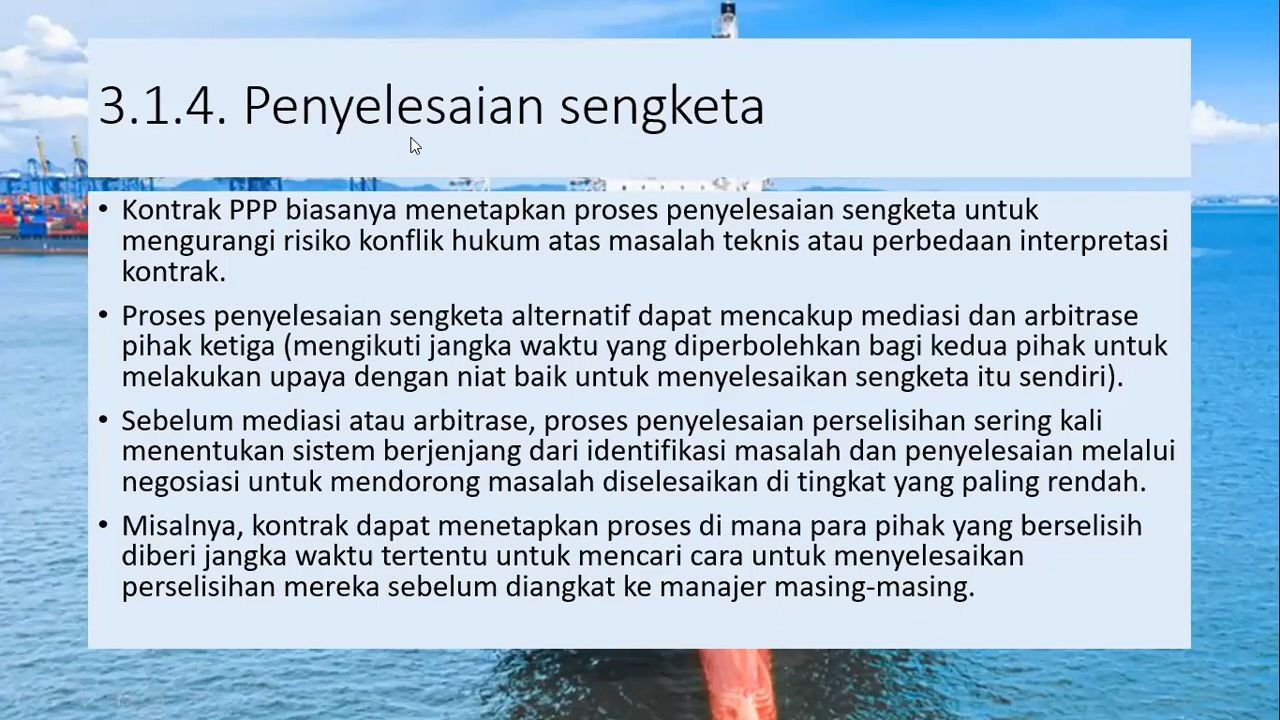 3.1.4. Penyelesaian sengketa
• Kontrak PPP biasanya menetapkan proses penyelesaian sengketa untuk
mengurangi risiko konflik hukum atas masalah teknis atau perbedaan interpretasi
kontrak.
• Proses penyelesaian sengketa alternatif dapat mencakup mediasi dan arbitrase
pihak ketiga (mengikuti jangka waktu yang diperbolehkan bagi kedua pihak untuk
melakukan upaya dengan niat baik untuk menyelesaikan sengketa itu sendiri).
• Sebelum mediasi atau arbitrase, proses penyelesaian perselisihan sering kali
menentukan sistem berjenjang dari identifikasi masalah dan penyelesaian melalui
negosiasi untuk mendorong masalah diselesaikan di tingkat yang paling rendah.
• Misalnya, kontrak dapat menetapkan proses di mana para pihak yang berselisih
diberi jangka waktu tertentu untuk mencari cara untuk menyelesaikan
perselisihan mereka sebelum diangkat ke manajer masing-masing.